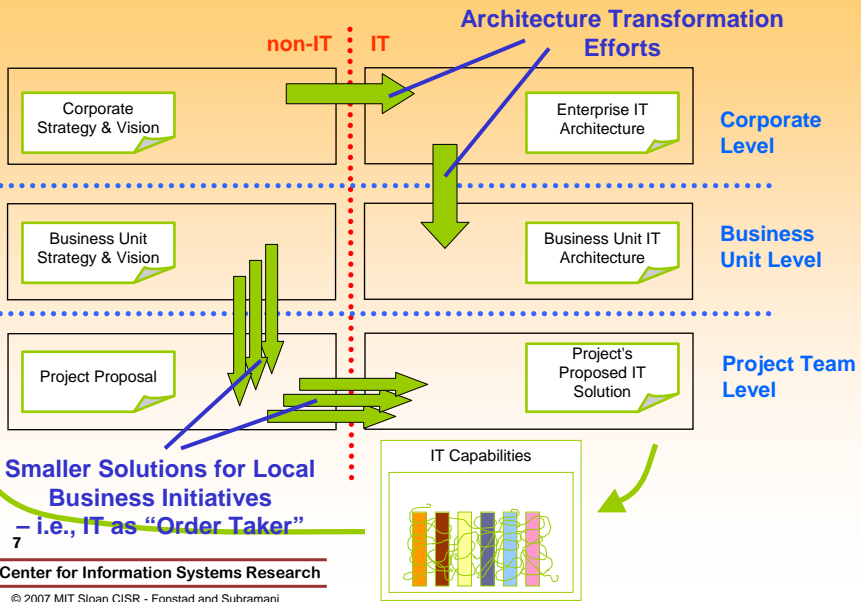 Architecture Transformation
Efforts
non-IT
IT
Corporate
Strategy & Vision
Enterprise IT
Architecture
Corporate
Level
Business Unit
Strategy & Vision
Business Unit IT
Architecture
Business
Unit Level
Project Proposal
Project's
Proposed IT
Solution
Project Team
Level
Smaller Solutions for Local
Business Initiatives
– i.e., IT as “Order Taker”
IT Capabilities
7
Center for Information Systems Research
© 2007 MIT Sloan CISR - Fonstad and Subramani